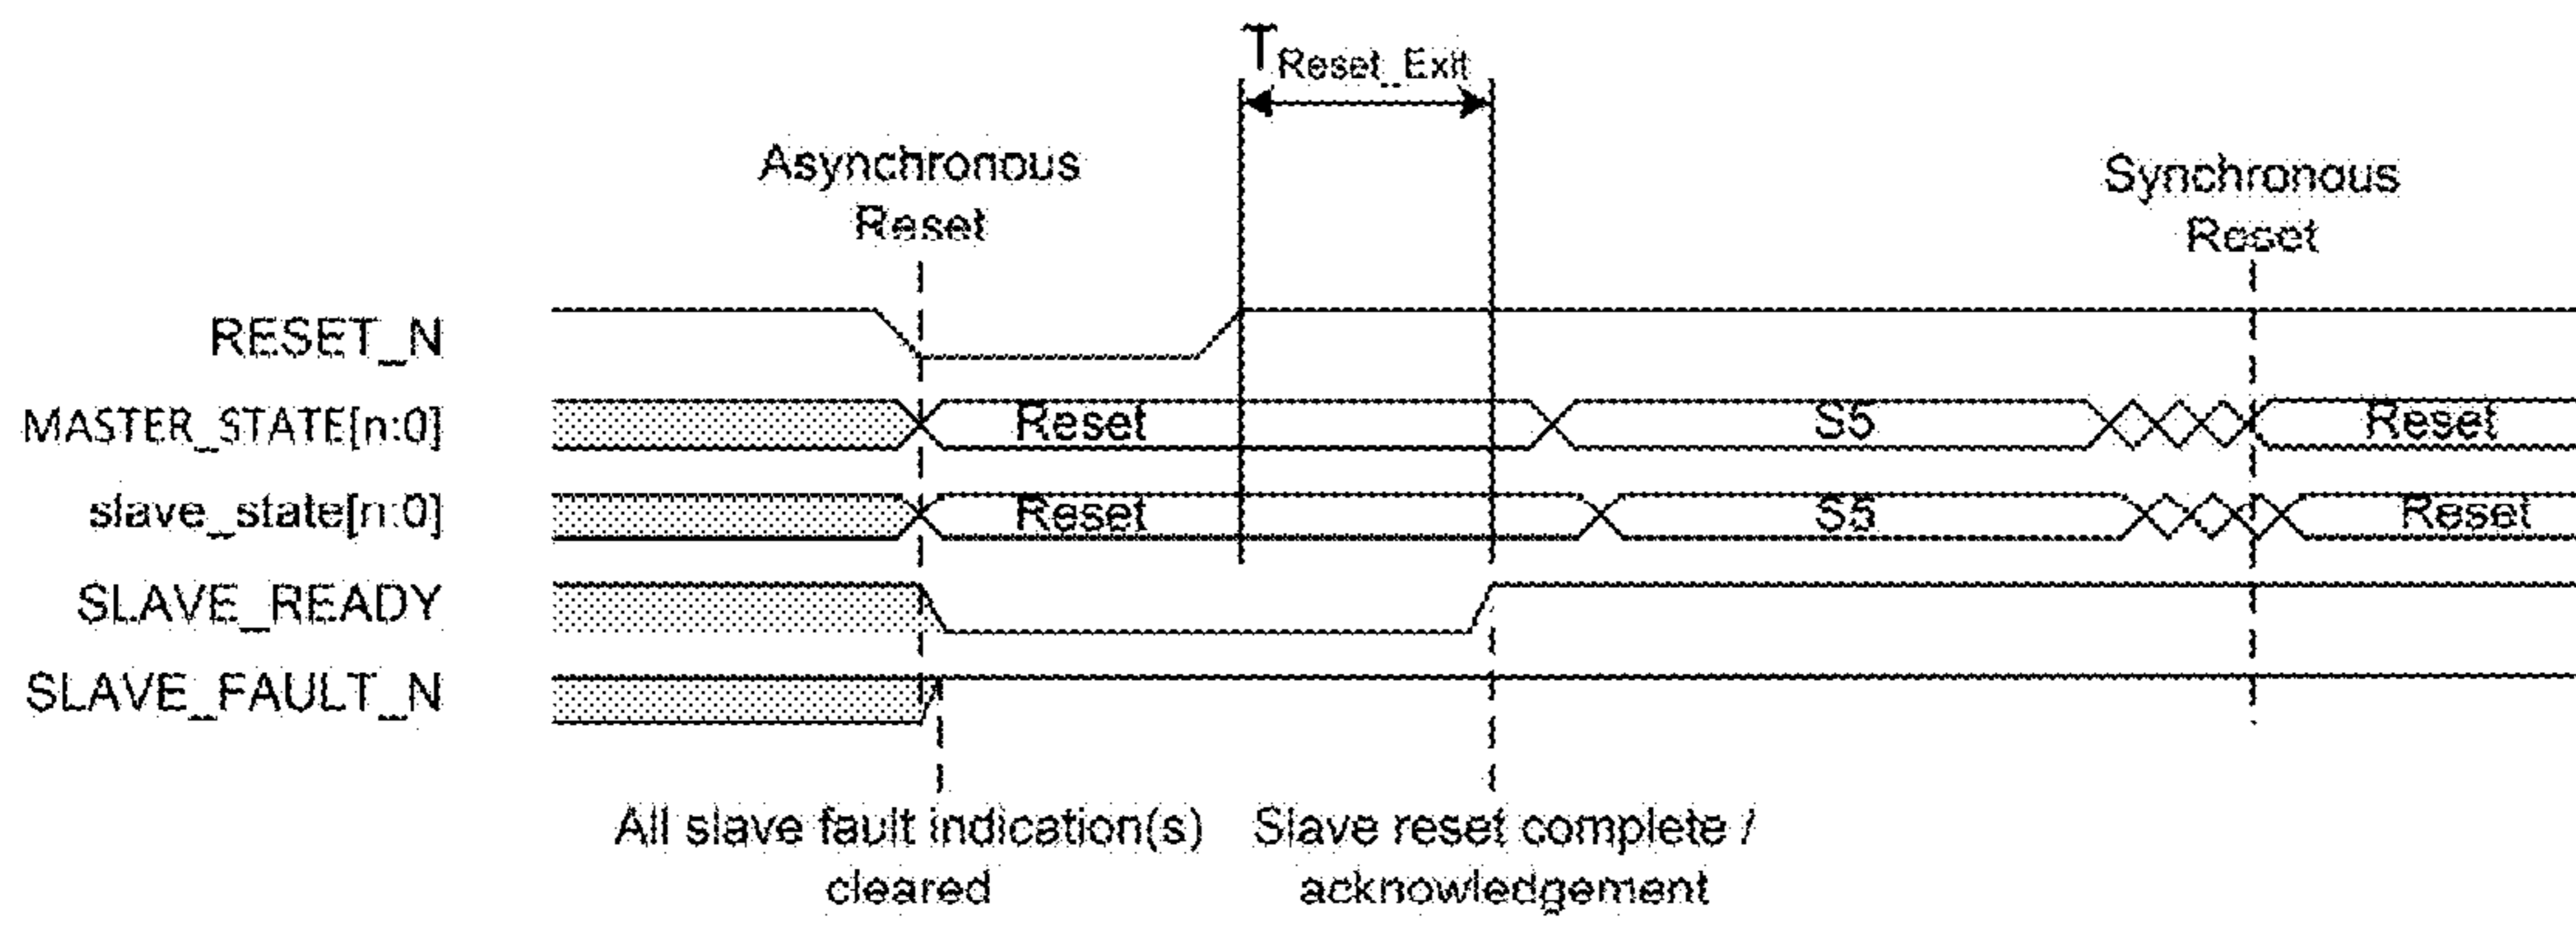 TReset_Exit
Asynchronous
Reset
Synchronous
Reset
RESET_N
MASTER_STATE[n:0] Reset S5 Reset
slave_state[n:0] Reset S5 Reset
SLAVE_READY
SLAVE_FAULT_N
All slave fault indication(s)
cleared
Slave reset complete /
acknowledgement